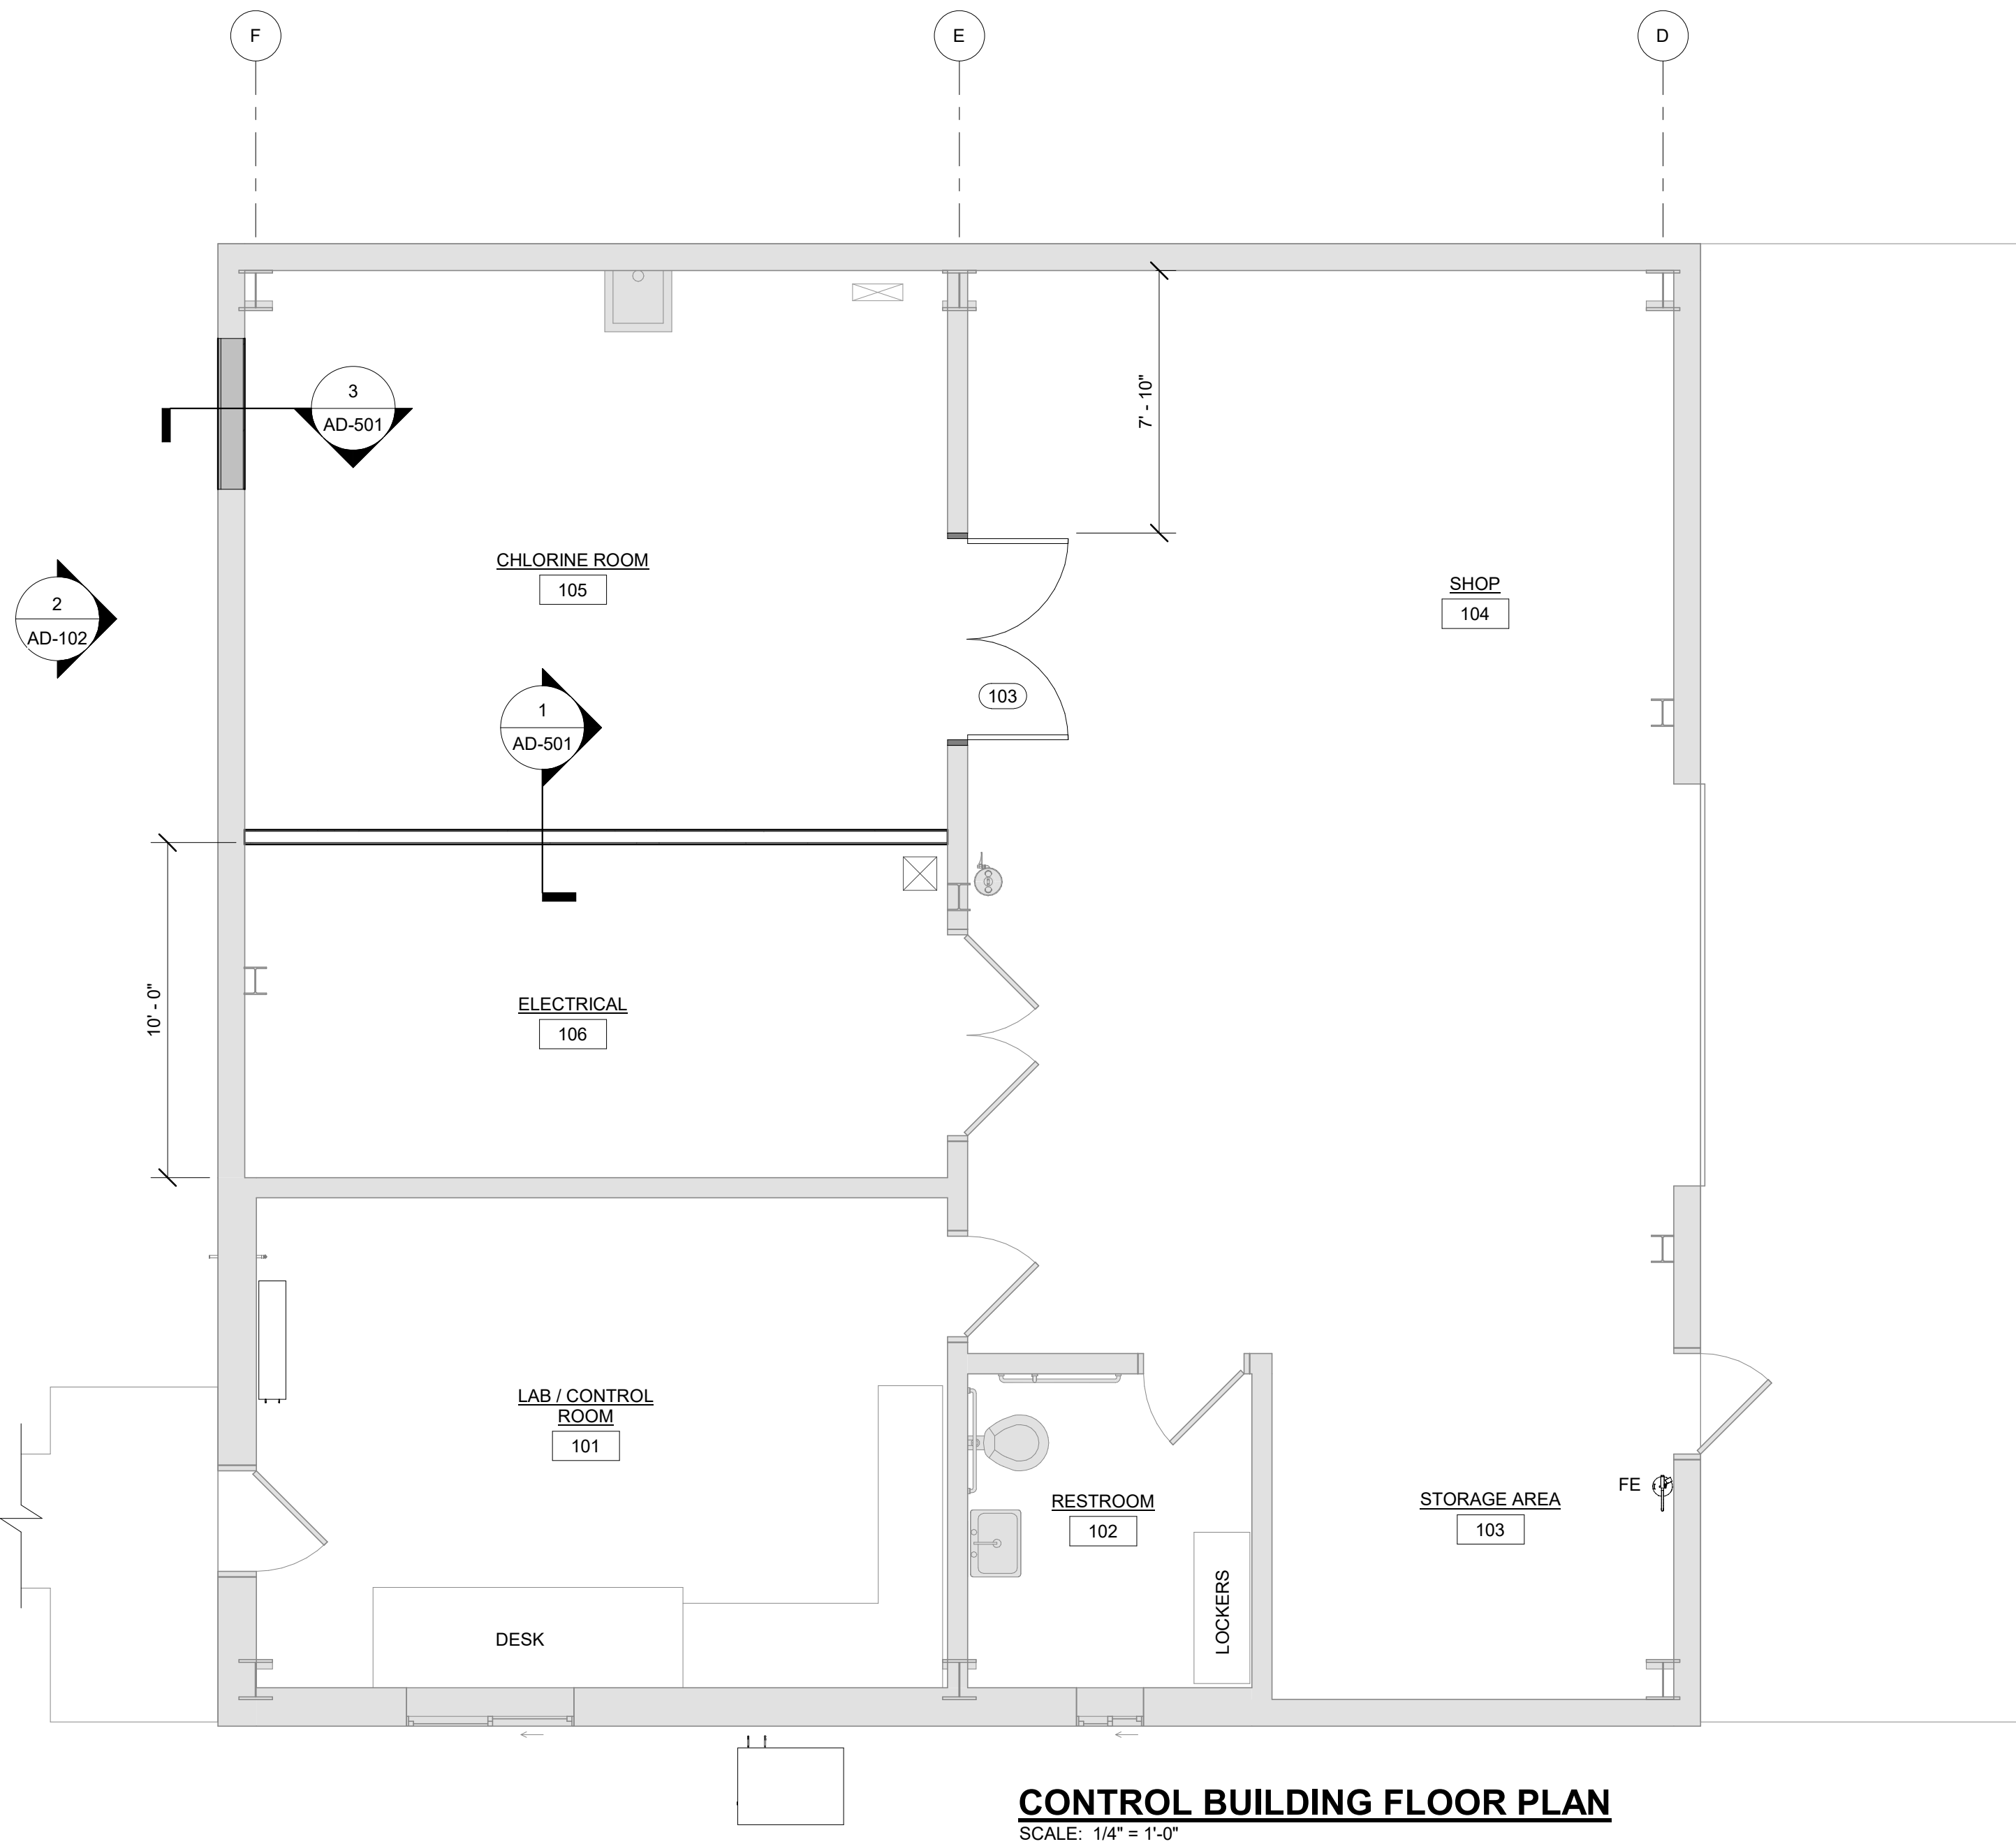 F
E
D
3
AD-501
7' - 10"
CHLORINE ROOM
105
SHOP
104
2
AD-102
1
AD-501
103
10' - 0"
ELECTRICAL
106
LAB / CONTROL
ROOM
101
RESTROOM
102
LOCKERS
FE
STORAGE AREA
103
DESK
CONTROL BUILDING FLOOR PLAN
SCALE: 1/4" = 1'-0"